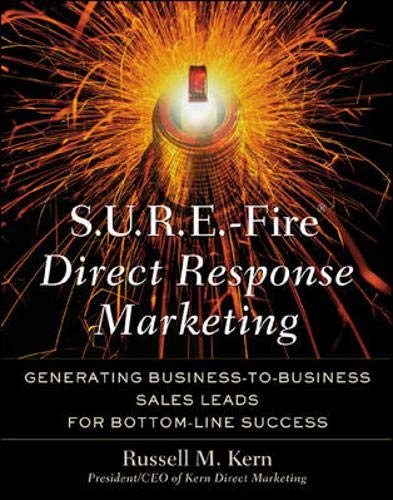 S.U.R.E.-Fire®
Direct Response
Marketing
GENERATING BUSINESS-TO-BUSINESS
SALES LEADS
FOR BOTTOM-LINE SUCCESS
Russell M. Kern
President/CEO of Kern Direct Marketing